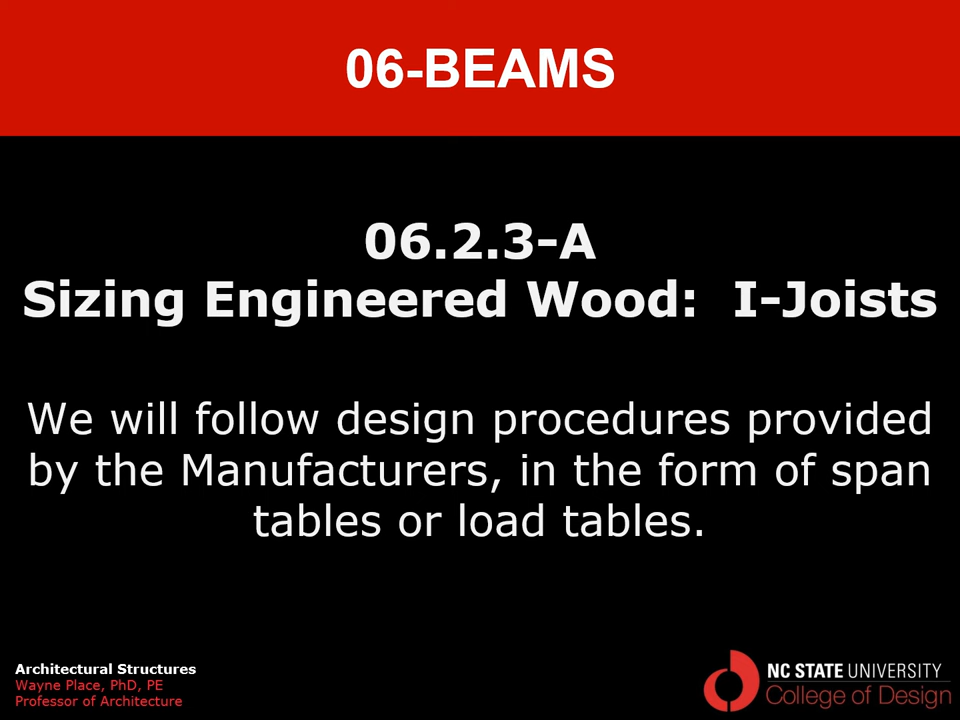 06-BEAMS
06.2.3-A
Sizing Engineered Wood:  I-Joists
We will follow design procedures provided
by the Manufacturers, in the form of span
tables or load tables.
Architectural Structures
Wayne Place, PhD, PE
Professor of Architecture
NC STATE UNIVERSITY
College of Design